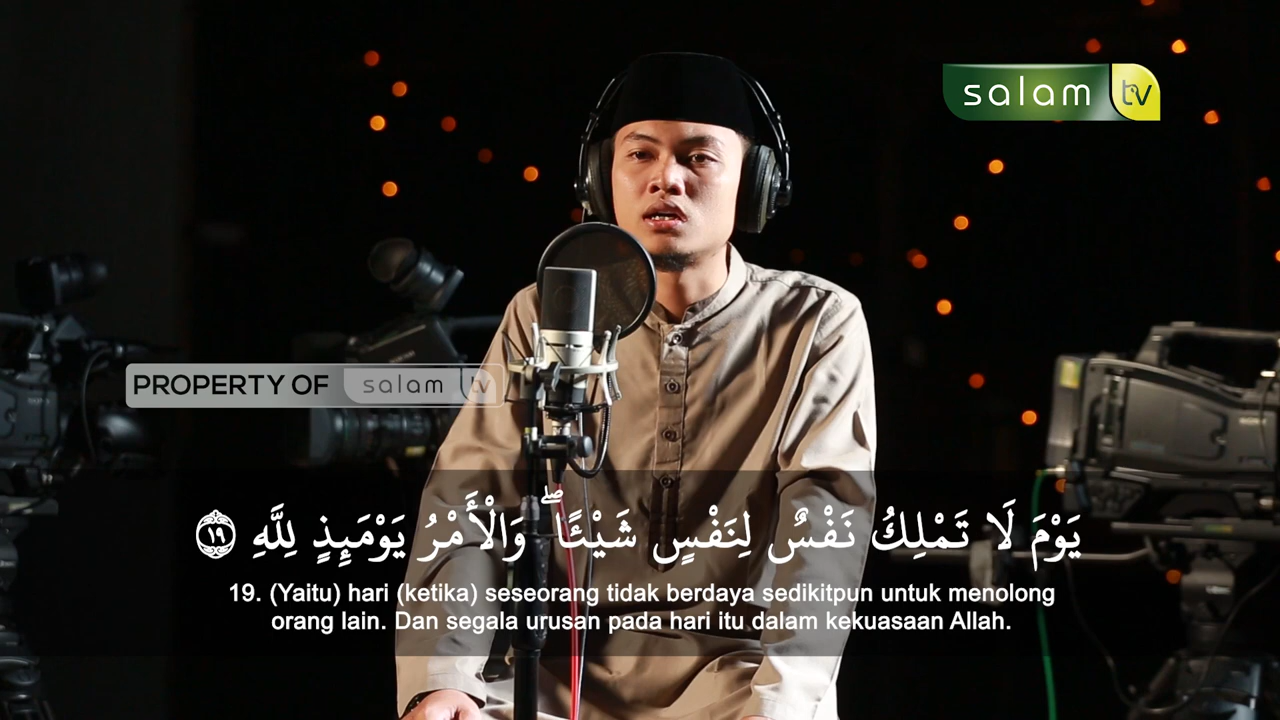 salam tv
PROPERTY OF salam tv
يَوْمَ لَا تَمْلِكُ نَفْسٌ لِنَفْسٍ شَيْئًا ۖ وَالْأَمْرُ يَوْمَئِذٍ لِلَّهِ ۝١٩
19. (Yaitu) hari (ketika) seseorang tidak berdaya sedikitpun untuk menolong
orang lain. Dan segala urusan pada hari itu dalam kekuasaan Allah.